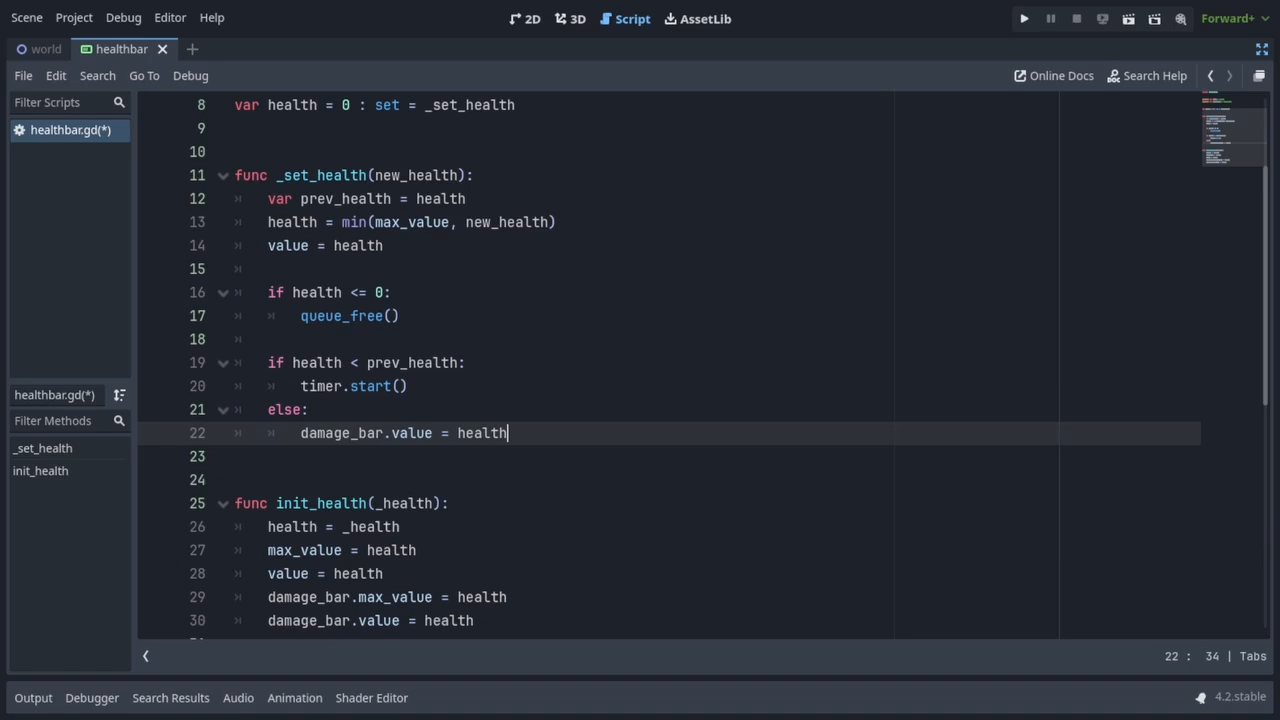 Scene Project Debug Editor Help 2D 3D Script AssetLib Forward+
world healthbar
File Edit Search Go To Debug Online Docs Search Help
Filter Scripts
healthbar.gd(*)
healthbar.gd(*)
Filter Methods
_set_health
init_health
8 var health = 0 : set = _set_health
9
10
11 func _set_health(new_health):
12 var prev_health = health
13 health = min(max_value, new_health)
14 value = health
15
16 if health <= 0:
17 queue_free()
18
19 if health < prev_health:
20 timer.start()
21 else:
22 damage_bar.value = health
23
24
25 func init_health(_health):
26 health = _health
27 max_value = health
28 value = health
29 damage_bar.max_value = health
30 damage_bar.value = health
22 : 34 | Tabs
Output Debugger Search Results Audio Animation Shader Editor 4.2.stable